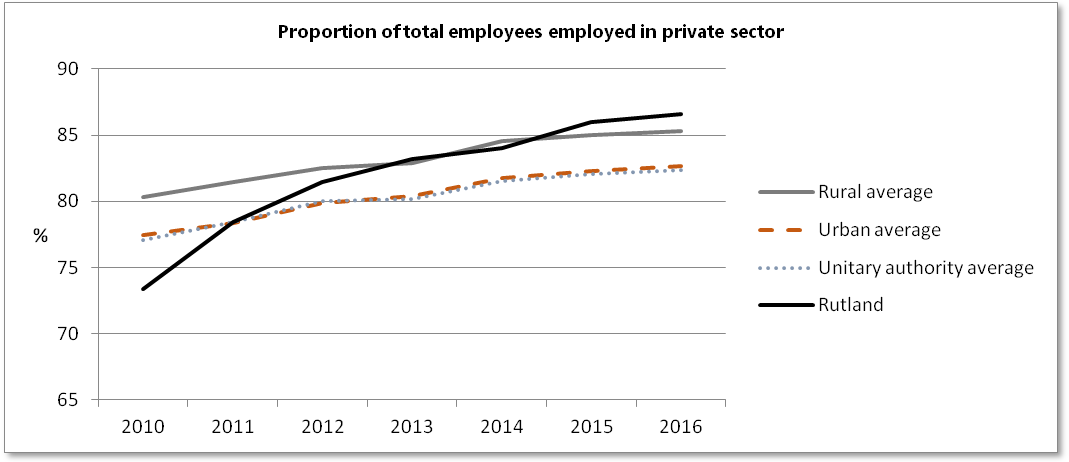 Proportion of total employees employed in private sector
90
85
80
%
75
70
65
2010 2011 2012 2013 2014 2015 2016
Rural average
Urban average
Unitary authority average
Rutland